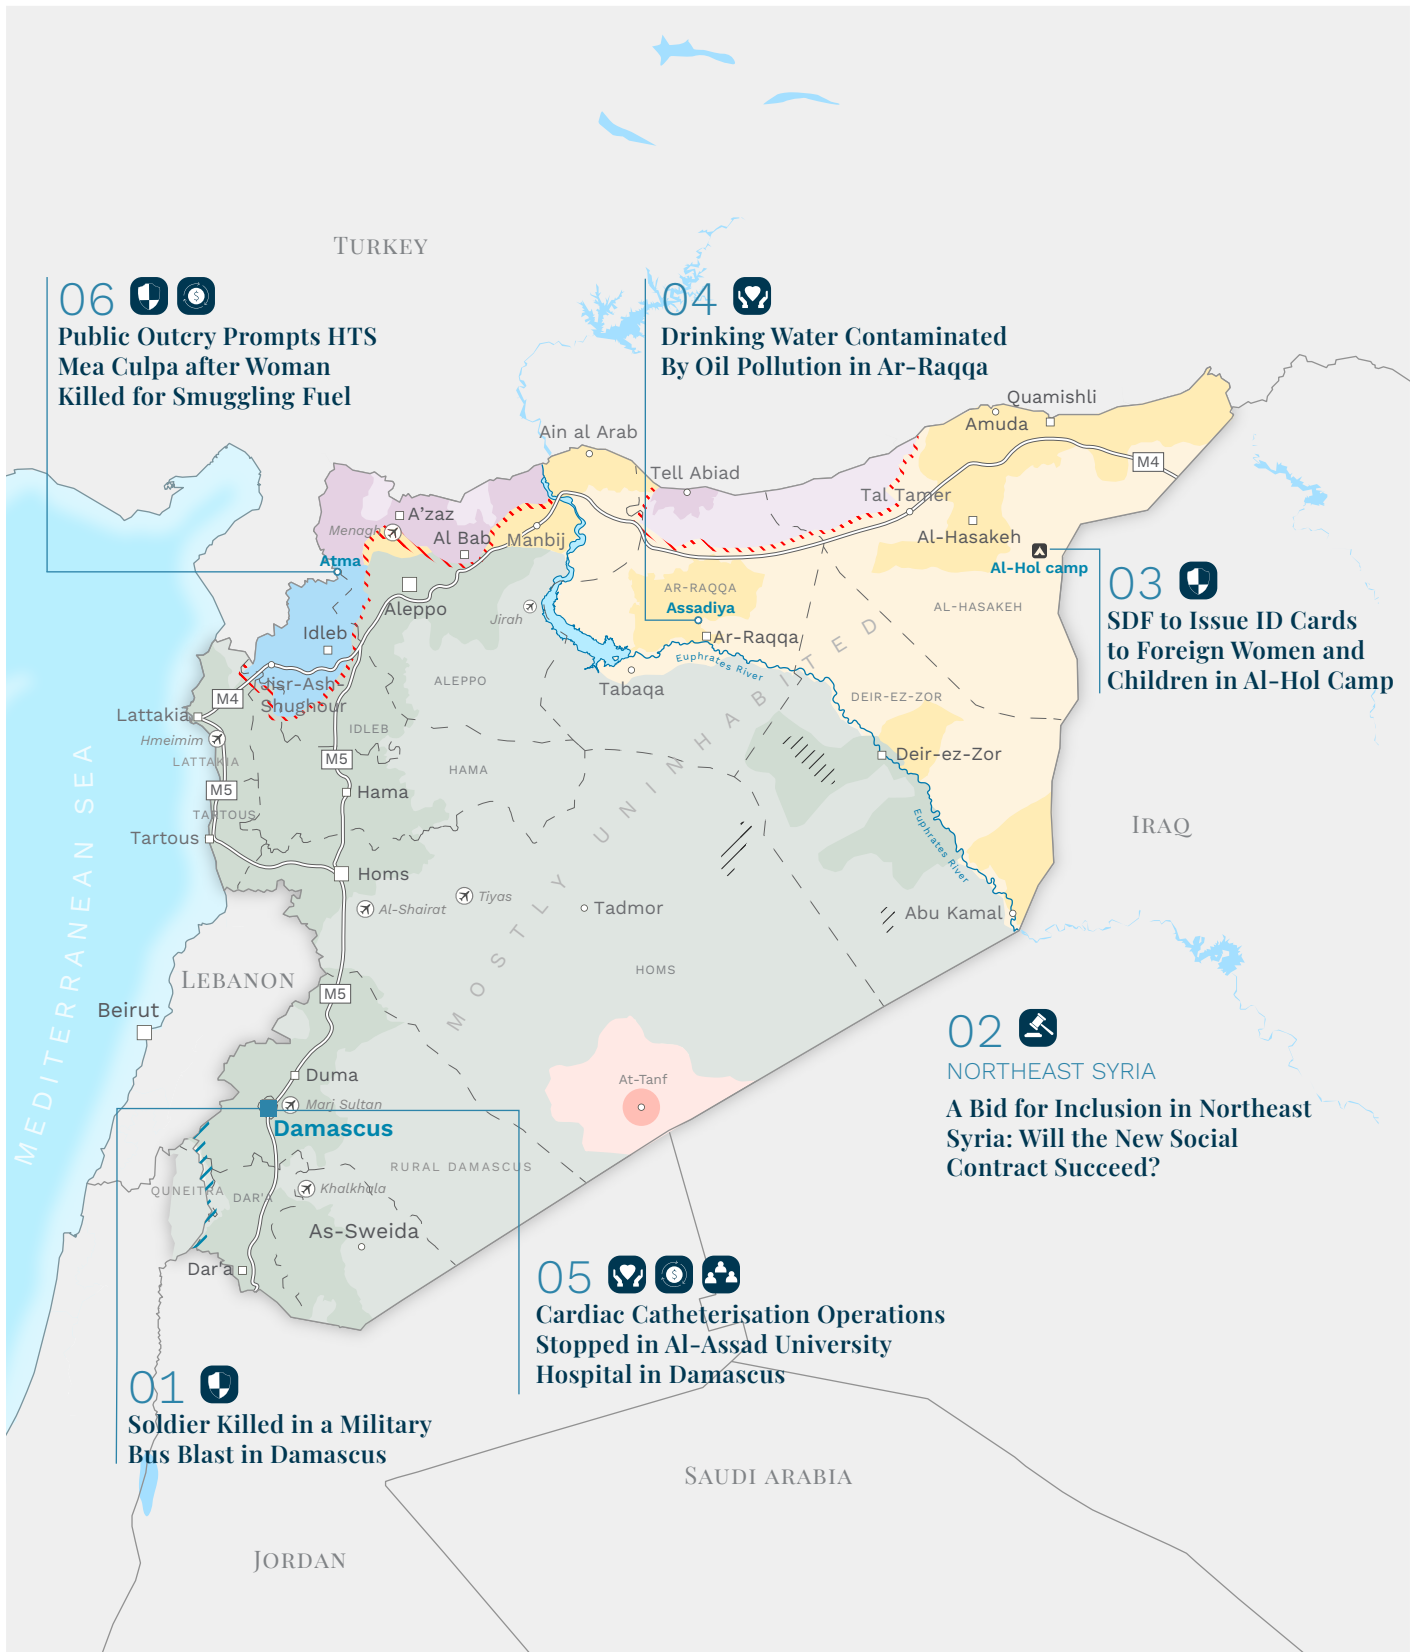 TURKEY
06
Public Outcry Prompts HTS
Mea Culpa after Woman
Killed for Smuggling Fuel
04
Drinking Water Contaminated
By Oil Pollution in Ar-Raqqa
Quamishli
Amuda
Ain al Arab
Tell Abiad
M4
Tal Tamer
A'zaz
Menagh
Al Bab
Manbij
Al-Hasakeh
Atma
Al-Hol camp
03
SDF to Issue ID Cards
to Foreign Women and
Children in Al-Hol Camp
Aleppo
AR-RAQQA
Assadiya
AL-HASAKEH
Jirah
Idleb
Ar-Raqqa
Euphrates River
ALEPPO
Jisr-Ash-
Shughour
Tabaqa
M4
DEIR-EZ-ZOR
Lattakia
IDLEB
Hmeimim
LATTAKIA
M5
HAMA
Deir-ez-Zor
M5
Hama
TARTOUS
Euphrates River
IRAQ
Tartous
MOSTLY UNINHABITED
MEDITERRANEAN SEA
Homs
Tiyas
Al-Shairat
Tadmor
Abu Kamal
HOMS
LEBANON
M5
Beirut
02
NORTHEAST SYRIA
A Bid for Inclusion in Northeast
Syria: Will the New Social
Contract Succeed?
Duma
At-Tanf
Marj Sultan
Damascus
RURAL DAMASCUS
QUNEITRA
DAR'A
Khalkhala
As-Sweida
Dar'a
05
Cardiac Catheterisation Operations
Stopped in Al-Assad University
Hospital in Damascus
01
Soldier Killed in a Military
Bus Blast in Damascus
SAUDI ARABIA
JORDAN